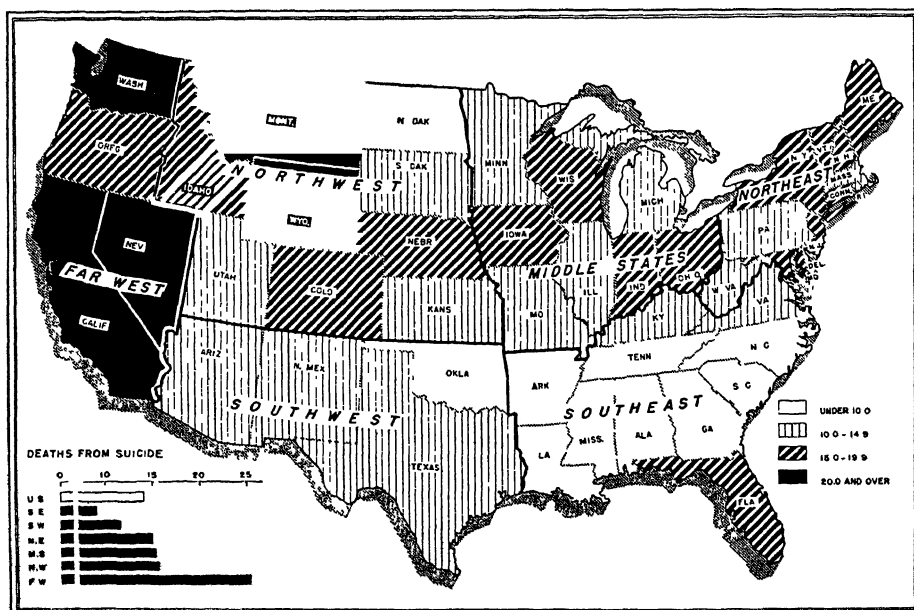 WASH
MONT.
N. DAK
MINN
ME.
OREG
S. DAK
WIS
N. H.
IDAHO
NORTHWEST
MICH
MASS
NORTHEAST
CONN
WYO.
NEBR
IOWA
PA
NEV
FAR WEST
UTAH
COLO
MIDDLE STATES
ILL
IND
OHIO
DEL
W. VA
VA
CALIF
KANS
MO
KY
ARIZ
N. MEX
OKLA
ARK
TENN
N C
SOUTHWEST
SOUTHEAST
S C
TEXAS
LA
MISS.
ALA
GA
FLA
UNDER 10.0
10.0-14.9
15.0-19.9
20.0 AND OVER
DEATHS FROM SUICIDE
0 5 10 15 20 25
U S
S E
S W
N.E
M.S
N.W
F W